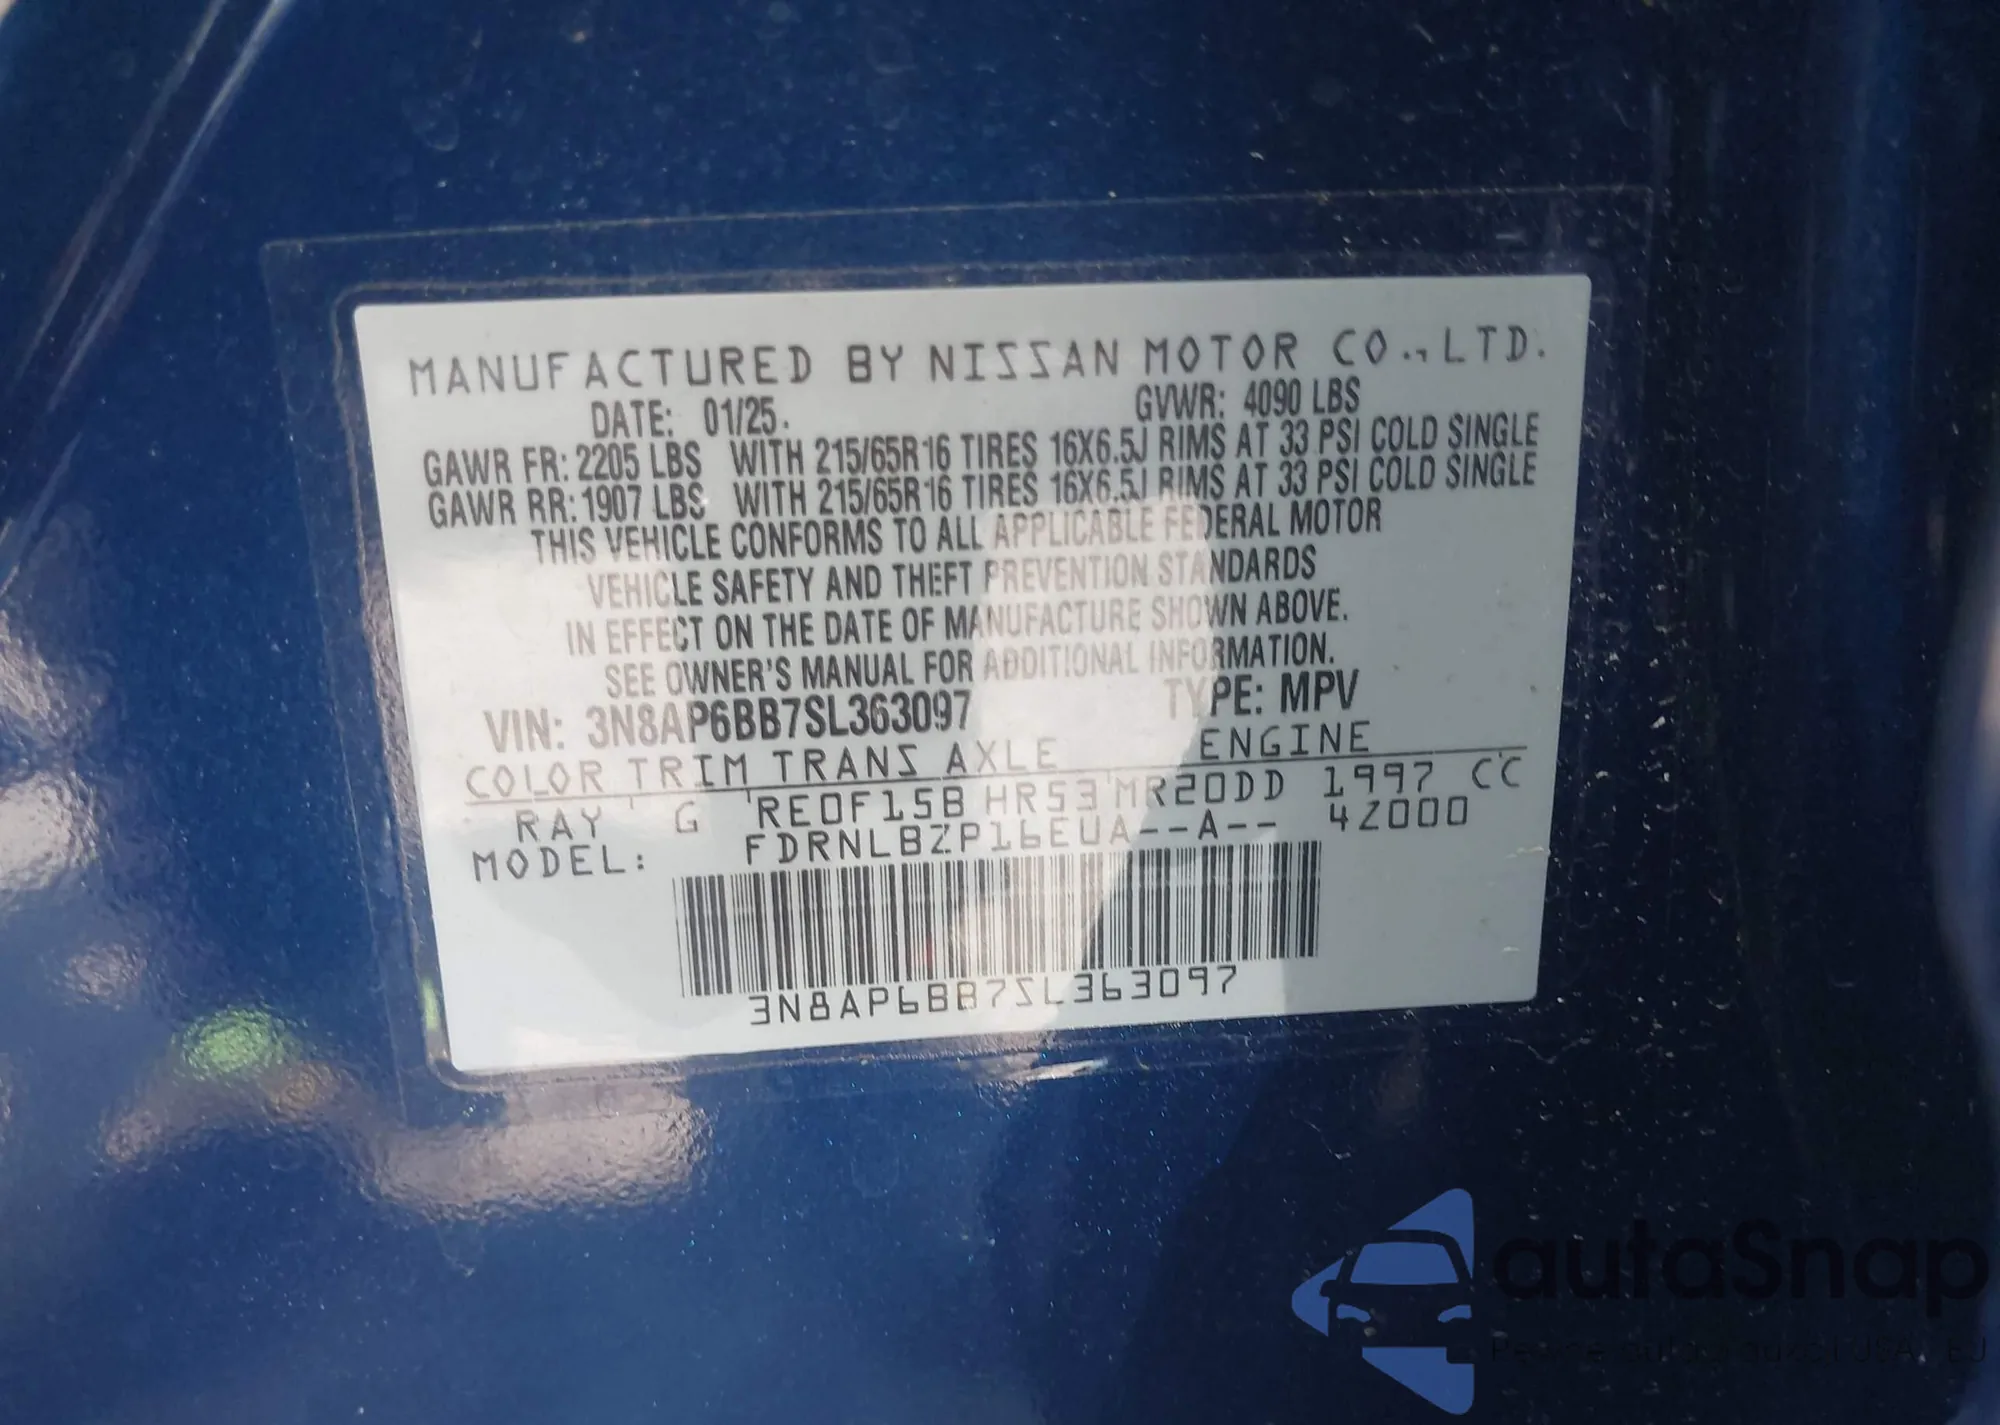 MANUFACTURED BY NISSAN MOTOR CO., LTD.
DATE: 01/25. GVWR: 4090 LBS
GAWR FR: 2205 LBS WITH 215/65R16 TIRES 16X6.5J RIMS AT 33 PSI COLD SINGLE
GAWR RR: 1907 LBS WITH 215/65R16 TIRES 16X6.5J RIMS AT 33 PSI COLD SINGLE
THIS VEHICLE CONFORMS TO ALL APPLICABLE FEDERAL MOTOR
VEHICLE SAFETY AND THEFT PREVENTION STANDARDS
IN EFFECT ON THE DATE OF MANUFACTURE SHOWN ABOVE.
SEE OWNER'S MANUAL FOR ADDITIONAL INFORMATION.
VIN: 3N8AP6BB7SL363097 TYPE: MPV
COLOR TRIM TRANS AXLE ENGINE
RAY G RE0F15B HR53 MR20DD 1997 CC
MODEL: FDRNLBZP16EUA--A-- 4Z000
3N8AP6BB7SL363097
autaSnap